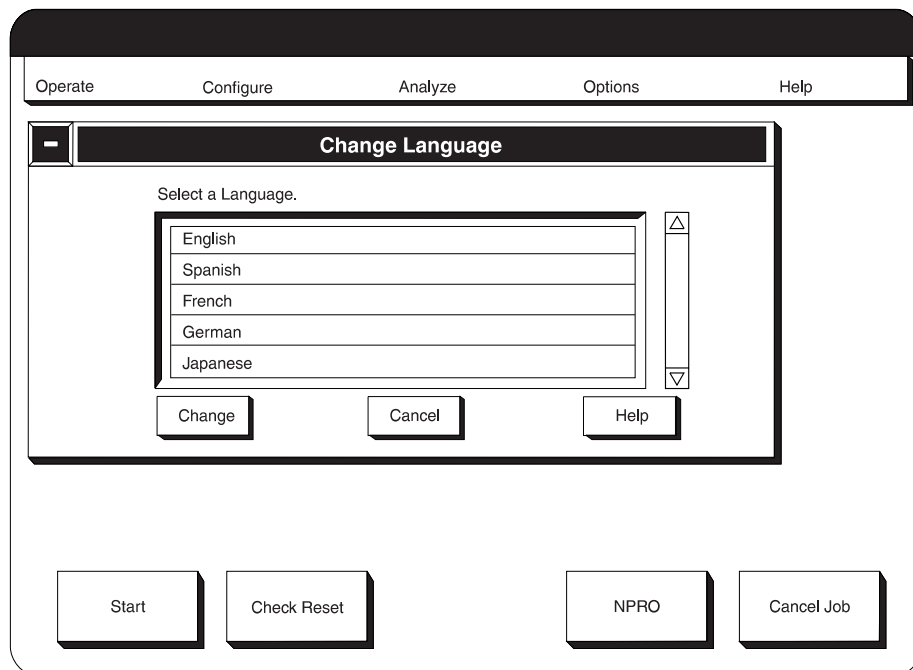 Operate Configure Analyze Options Help
Change Language
Select a Language.
English
Spanish
French
German
Japanese
Change Cancel Help
Start Check Reset NPRO Cancel Job